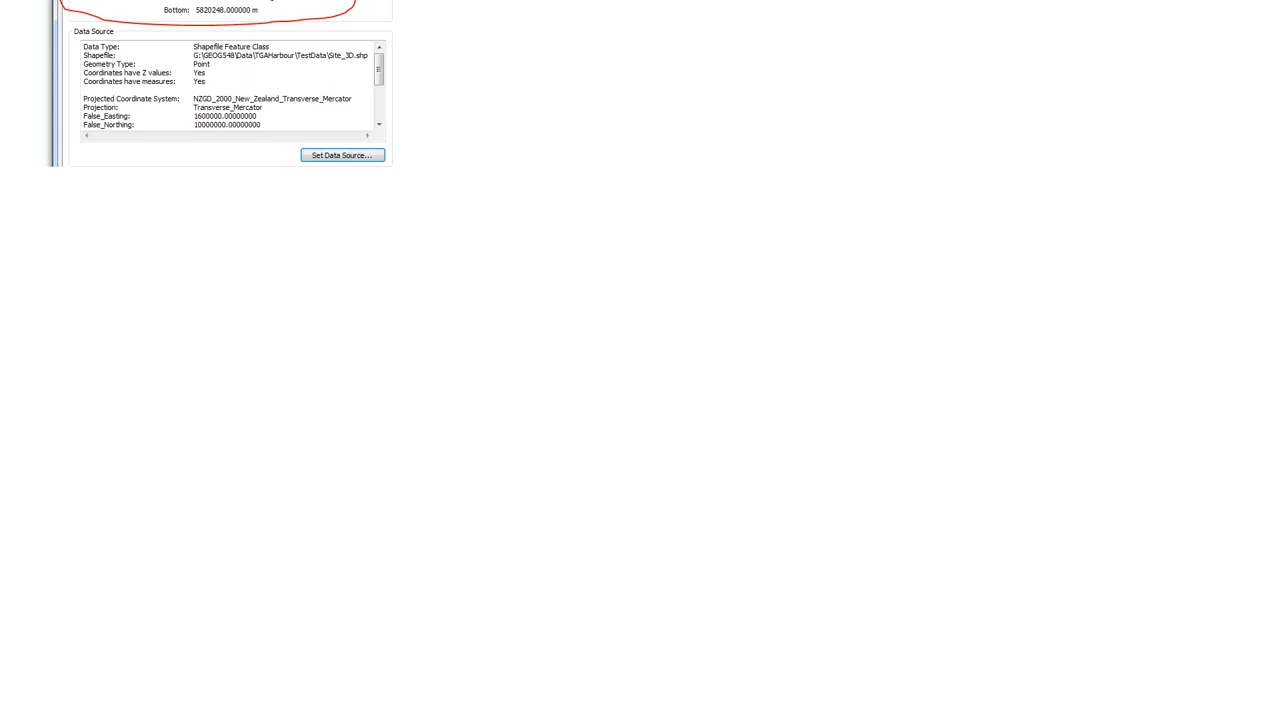 Bottom: 5820248.000000 m
Data Source
Data Type: Shapefile Feature Class
Shapefile: G:\GEOG548\Data\TGAHarbour\TestData\Site_3D.shp
Geometry Type: Point
Coordinates have Z values: Yes
Coordinates have measures: Yes
Projected Coordinate System: NZGD_2000_New_Zealand_Transverse_Mercator
Projection: Transverse_Mercator
False_Easting: 1600000.00000000
False_Northing: 10000000.00000000
Set Data Source...